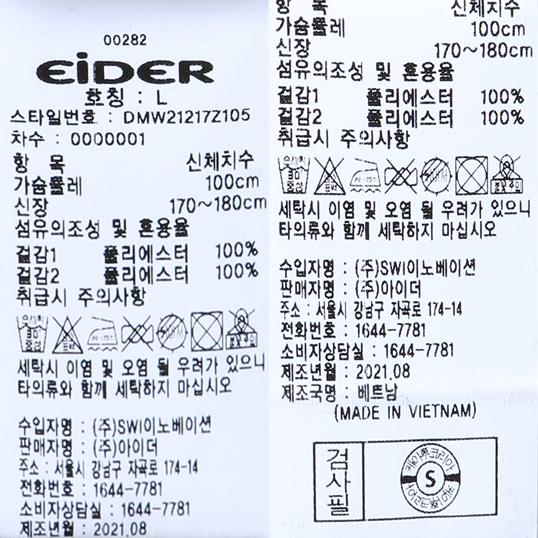 00282
EIDER
호칭 : L
스타일번호 : DMW21217Z105
차수 : 0000001
항 목 신체치수
가슴둘레 100cm
신장 170~180cm
섬유의조성 및 혼용율
겉감1 폴리에스터 100%
겉감2 폴리에스터 100%
취급시 주의사항
세탁시 이염 및 오염 될 우려가 있으니
타의류와 함께 세탁하지 마십시오
수입자명 : (주)SWI이노베이션
판매자명 : (주)아이더
주소 : 서울시 강남구 자곡로 174-14
전화번호 : 1644-7781
소비자상담실 : 1644-7781
제조년월 : 2021.08
항 목 신체치수
가슴둘레 100cm
신장 170~180cm
섬유의조성 및 혼용율
겉감1 폴리에스터 100%
겉감2 폴리에스터 100%
취급시 주의사항
세탁시 이염 및 오염 될 우려가 있으니
타의류와 함께 세탁하지 마십시오
수입자명 : (주)SWI이노베이션
판매자명 : (주)아이더
주소 : 서울시 강남구 자곡로 174-14
전화번호 : 1644-7781
소비자상담실 : 1644-7781
제조년월 : 2021.08
제조국명 : 베트남
(MADE IN VIETNAM)
검사필
S